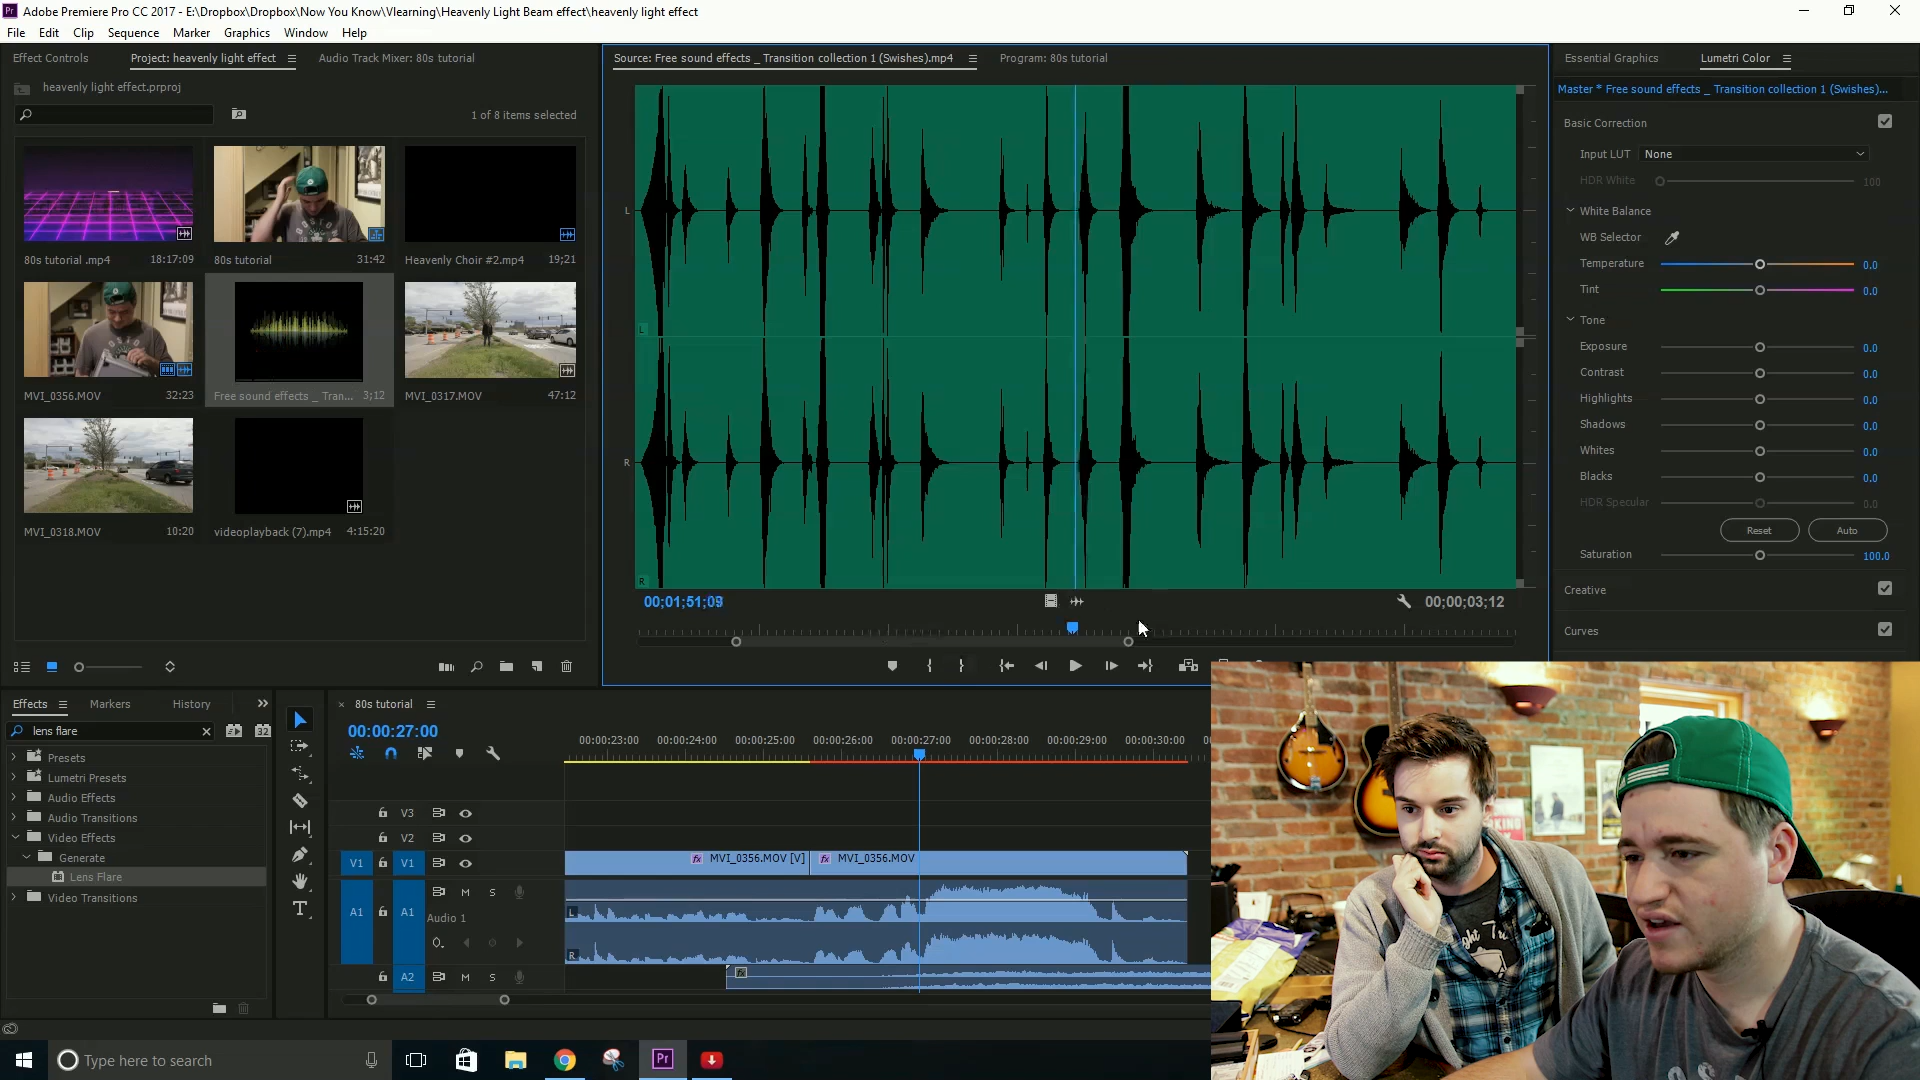 Adobe Premiere Pro CC 2017 - E:\Dropbox\Dropbox\Now You Know\Vlearning\Heavenly Light Beam effect\heavenly light effect
File Edit Clip Sequence Marker Graphics Window Help
Effect Controls Project: heavenly light effect Audio Track Mixer: 80s tutorial
Source: Free sound effects _ Transition collection 1 (Swishes).mp4 Program: 80s tutorial
Essential Graphics Lumetri Color
heavenly light effect.prproj
1 of 8 items selected
80s tutorial .mp4 18:17:09
80s tutorial 31:42
Heavenly Choir #2.mp4 19;21
MVI_0356.MOV 32:23
Free sound effects _ Tran... 3;12
MVI_0317.MOV 47:12
MVI_0318.MOV 10:20
videoplayback (7).mp4 4:15:20
L
L
R
R
00;01;51;09
00;00;03;12
Master * Free sound effects _ Transition collection 1 (Swishes)...
Basic Correction
Input LUT None
HDR White 100
White Balance
WB Selector
Temperature 0.0
Tint 0.0
Tone
Exposure 0.0
Contrast 0.0
Highlights 0.0
Shadows 0.0
Whites 0.0
Blacks 0.0
HDR Specular 0.0
Reset Auto
Saturation 100.0
Creative
Curves
Effects Markers History
lens flare
32
Presets
Lumetri Presets
Audio Effects
Audio Transitions
Video Effects
Generate
Lens Flare
Video Transitions
80s tutorial
00:00:27:00
00:00:23:00 00:00:24:00 00:00:25:00 00:00:26:00 00:00:27:00 00:00:28:00 00:00:29:00 00:00:30:00
V3
V2
V1 V1
fx MVI_0356.MOV [V] fx MVI_0356.MOV
A1 A1 M S
Audio 1
L
R
A2 M S
fx
T
Type here to search
Pr